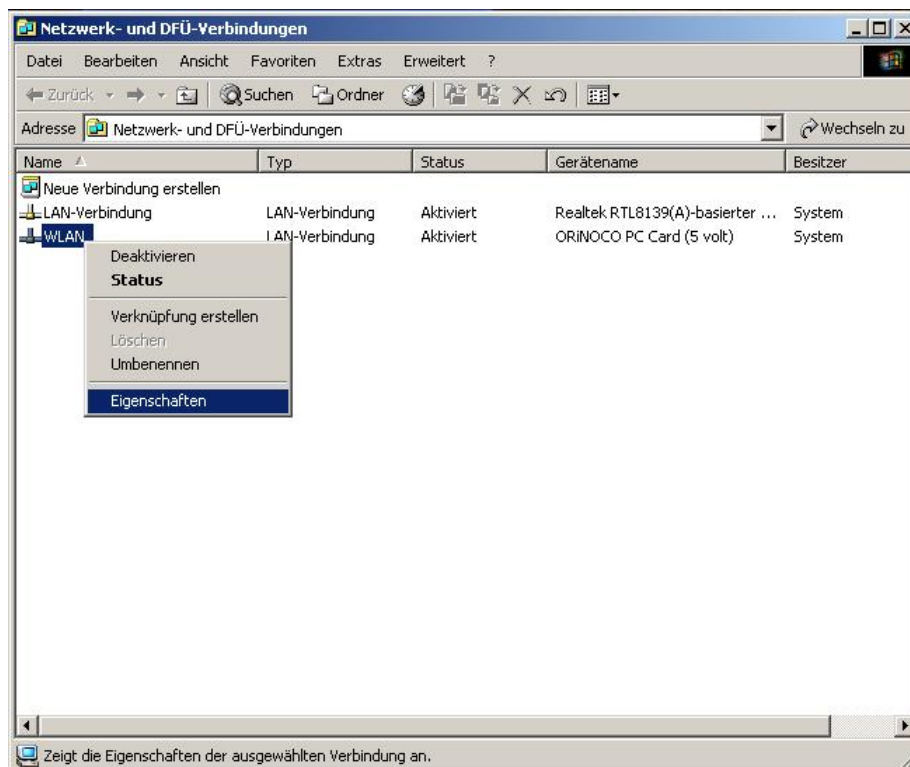 Netzwerk- und DFÜ-Verbindungen
Datei Bearbeiten Ansicht Favoriten Extras Erweitert ?
Zurück Suchen Ordner
Adresse Netzwerk- und DFÜ-Verbindungen Wechseln zu
Name Typ Status Gerätename Besitzer
Neue Verbindung erstellen
LAN-Verbindung LAN-Verbindung Aktiviert Realtek RTL8139(A)-basierter ... System
WLAN LAN-Verbindung Aktiviert ORiNOCO PC Card (5 volt) System
Deaktivieren
Status
Verknüpfung erstellen
Löschen
Umbenennen
Eigenschaften
Zeigt die Eigenschaften der ausgewählten Verbindung an.